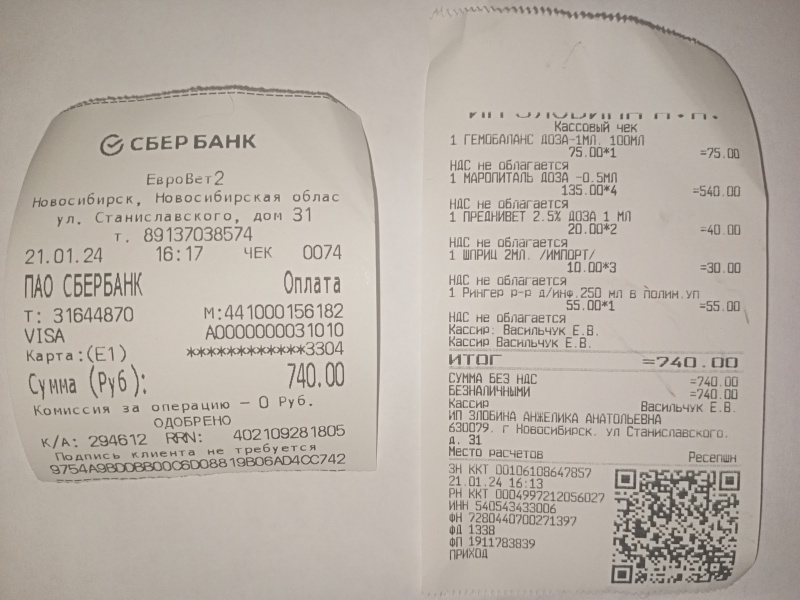 СБЕР БАНК
ЕвроВет2
Новосибирск, Новосибирская облас
ул. Станиславского, дом 31
т. 89137038574
21.01.24 16:17 ЧЕК 0074
ПАО СБЕРБАНК Оплата
Т: 31644870 М:441000156182
VISA A0000000031010
Карта:(E1) ************3304
Сумма (Руб): 740.00
Комиссия за операцию – 0 Руб.
ОДОБРЕНО
К/А: 294612 RRN: 402109281805
Подпись клиента не требуется
9754A9BDDB800C6D08819B06AD4CC742
Кассовый чек
1 ГЕМОБАЛАНС ДОЗА-1МЛ. 100МЛ
75.00*1 =75.00
НДС не облагается
1 МАРОПИТАЛЬ ДОЗА -0.5МЛ
135.00*4 =540.00
НДС не облагается
1 ПРЕДНИВЕТ 2.5% ДОЗА 1 МЛ
20.00*2 =40.00
НДС не облагается
1 ШПРИЦ 2МЛ. /ИМПОРТ/
10.00*3 =30.00
НДС не облагается
1 Рингер р-р д/инф.250 мл в полим.уп
55.00*1 =55.00
НДС не облагается
Кассир: Васильчук Е.В.
Кассир Васильчук Е.В.
ИТОГ =740.00
СУММА БЕЗ НДС =740.00
БЕЗНАЛИЧНЫМИ =740.00
Кассир Васильчук Е.В.
ИП ЗЛОБИНА АНЖЕЛИКА АНАТОЛЬЕВНА
630079. г Новосибирск. ул Станиславского.
д. 31
Место расчетов Ресепшн
ЗН ККТ 00106108647857
21.01.24 16:13
РН ККТ 0004997212056027
ИНН 540543433006
ФН 7280440700271397
ФД 1338
ФП 1911783839
ПРИХОД